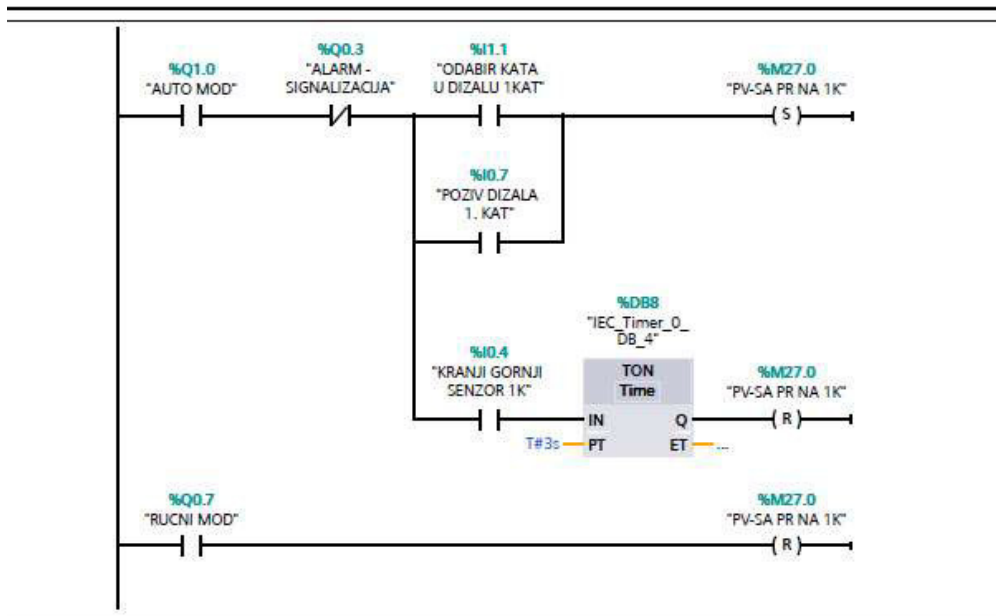 %Q1.0
"AUTO MOD"
%Q0.3
"ALARM -
SIGNALIZACIJA"
%I1.1
"ODABIR KATA
U DIZALU 1KAT"
%M27.0
"PV-SA PR NA 1K"
S
%I0.7
"POZIV DIZALA
1. KAT"
%DB8
"IEC_Timer_0_
DB_4"
%I0.4
"KRANJI GORNJI
SENZOR 1K"
TON
Time
%M27.0
"PV-SA PR NA 1K"
IN Q
R
T#3s PT ET ...
%Q0.7
"RUCNI MOD"
%M27.0
"PV-SA PR NA 1K"
R